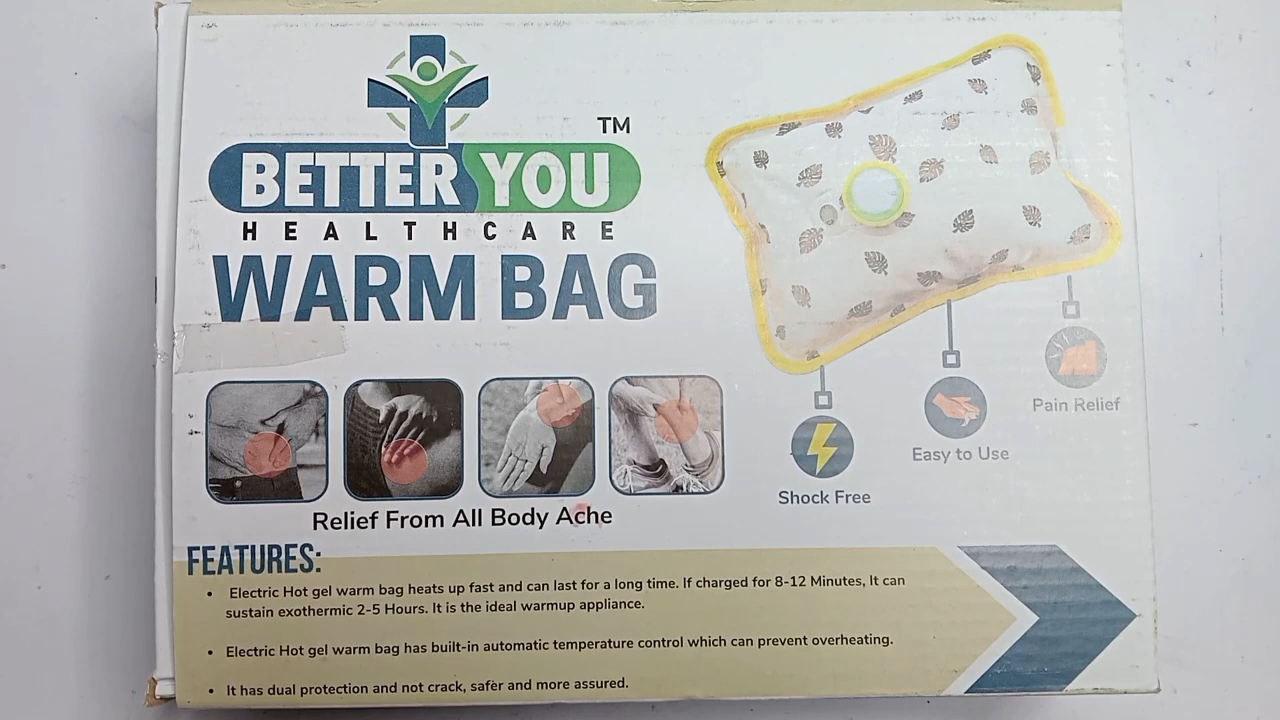 TM
BETTER YOU
HEALTHCARE
WARM BAG
Relief From All Body Ache
Shock Free
Easy to Use
Pain Relief
FEATURES:
• Electric Hot gel warm bag heats up fast and can last for a long time. If charged for 8-12 Minutes, It can
sustain exothermic 2-5 Hours. It is the ideal warmup appliance.
• Electric Hot gel warm bag has built-in automatic temperature control which can prevent overheating.
• It has dual protection and not crack, safer and more assured.